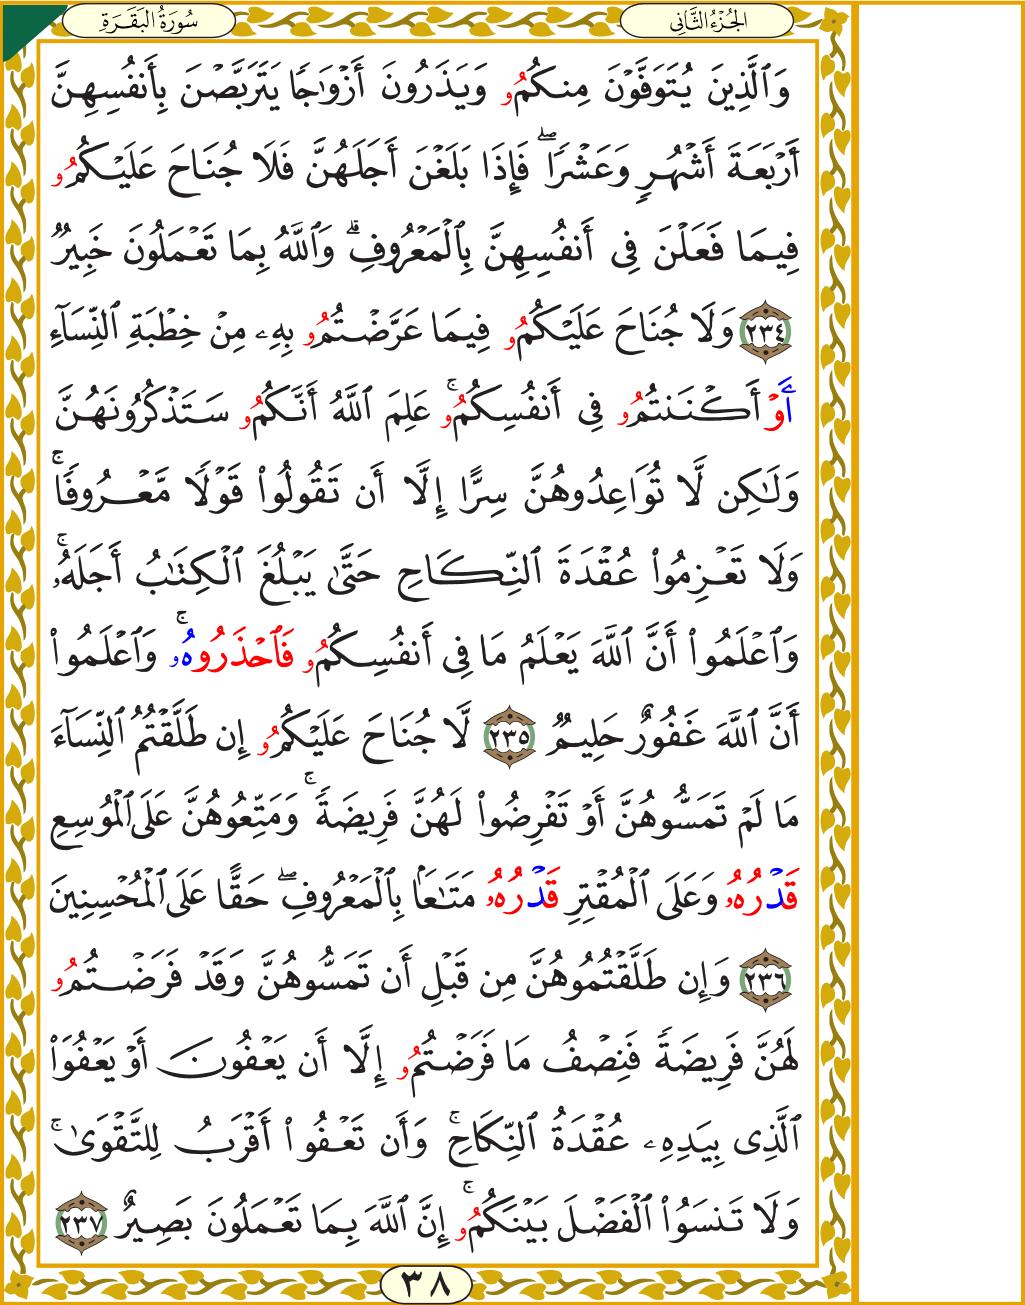 الجُزْءُ الثَّانِي
سُورَةُ البَقَرَةِ
وَٱلَّذِينَ يُتَوَفَّوْنَ مِنكُمُۥ وَيَذَرُونَ أَزْوَٰجًا يَتَرَبَّصْنَ بِأَنفُسِهِنَّ
أَرْبَعَةَ أَشْهُرٍ وَعَشْرًا ۖ فَإِذَا بَلَغْنَ أَجَلَهُنَّ فَلَا جُنَاحَ عَلَيْكُمُۥ
فِيمَا فَعَلْنَ فِى أَنفُسِهِنَّ بِٱلْمَعْرُوفِ ۗ وَٱللَّهُ بِمَا تَعْمَلُونَ خَبِيرٌ
٢٣٤ وَلَا جُنَاحَ عَلَيْكُمُۥ فِيمَا عَرَّضْتُمُۥ بِهِۦ مِنْ خِطْبَةِ ٱلنِّسَآءِ
أَوَ أَكْنَنتُمُۥ فِى أَنفُسِكُمُۥ ۚ عَلِمَ ٱللَّهُ أَنَّكُمُۥ سَتَذْكُرُونَهُنَّ
وَلَٰكِن لَّا تُوَاعِدُوهُنَّ سِرًّا إِلَّا أَن تَقُولُوا۟ قَوْلًا مَّعْرُوفًا ۚ
وَلَا تَعْزِمُوا۟ عُقْدَةَ ٱلنِّكَاحِ حَتَّىٰ يَبْلُغَ ٱلْكِتَٰبُ أَجَلَهُۥ ۚ
وَٱعْلَمُوا۟ أَنَّ ٱللَّهَ يَعْلَمُ مَا فِى أَنفُسِكُمُۥ فَٱحْذَرُوهُۥ ۚ وَٱعْلَمُوا۟
أَنَّ ٱللَّهَ غَفُورٌ حَلِيمٌ ٢٣٥ لَّا جُنَاحَ عَلَيْكُمُۥ إِن طَلَّقْتُمُ ٱلنِّسَآءَ
مَا لَمْ تَمَسُّوهُنَّ أَوْ تَفْرِضُوا۟ لَهُنَّ فَرِيضَةً ۚ وَمَتِّعُوهُنَّ عَلَى ٱلْمُوسِعِ
قَدْرُهُۥ وَعَلَى ٱلْمُقْتِرِ قَدْرُهُۥ مَتَٰعًا بِٱلْمَعْرُوفِ ۖ حَقًّا عَلَى ٱلْمُحْسِنِينَ
٢٣٦ وَإِن طَلَّقْتُمُوهُنَّ مِن قَبْلِ أَن تَمَسُّوهُنَّ وَقَدْ فَرَضْتُمُۥ
لَهُنَّ فَرِيضَةً فَنِصْفُ مَا فَرَضْتُمُۥ إِلَّا أَن يَعْفُونَ أَوْ يَعْفُوَا۟
ٱلَّذِى بِيَدِهِۦ عُقْدَةُ ٱلنِّكَاحِ ۚ وَأَن تَعْفُوا۟ أَقْرَبُ لِلتَّقْوَىٰ ۚ
وَلَا تَنسَوُا۟ ٱلْفَضْلَ بَيْنَكُمُۥ ۚ إِنَّ ٱللَّهَ بِمَا تَعْمَلُونَ بَصِيرٌ ٢٣٧
٣٨